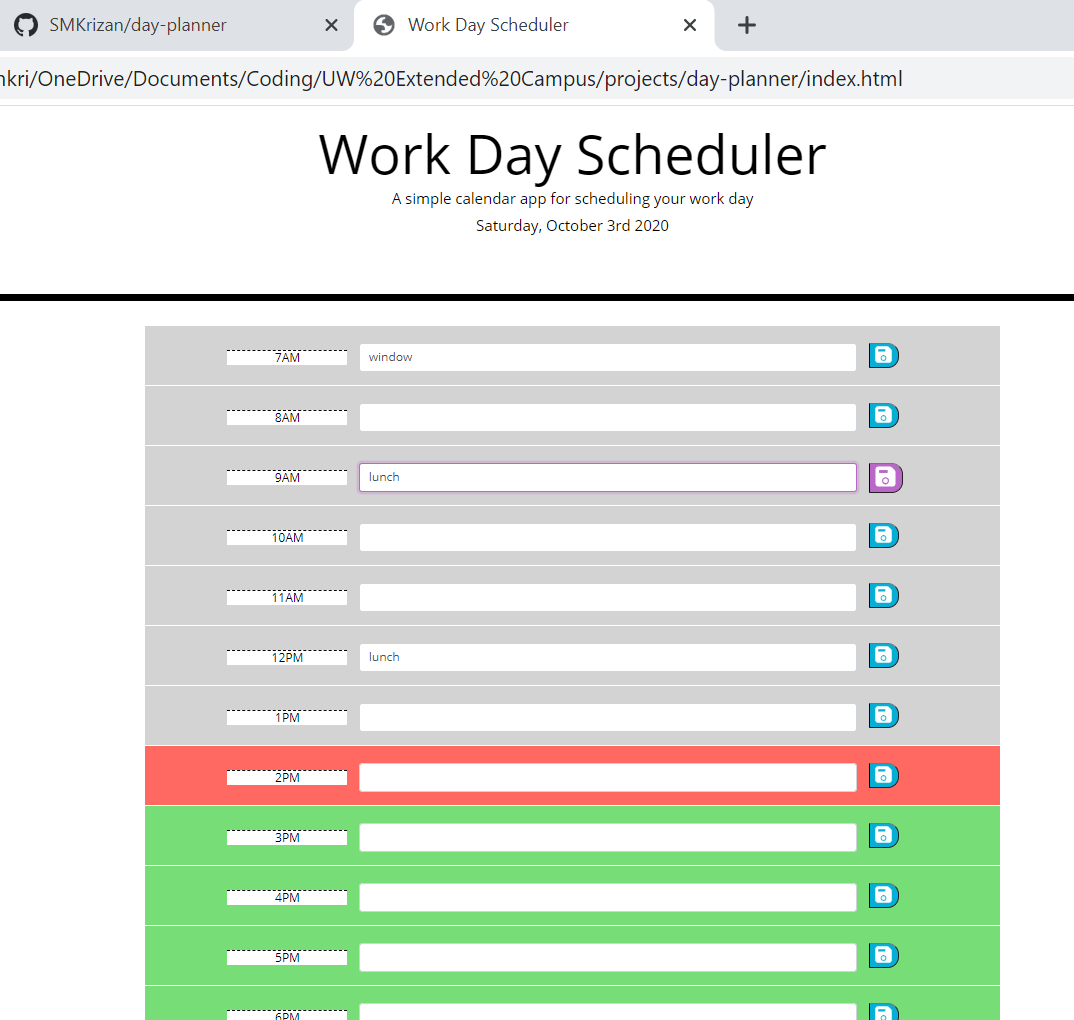 SMKrizan/day-planner
Work Day Scheduler
nkri/OneDrive/Documents/Coding/UW%20Extended%20Campus/projects/day-planner/index.html
Work Day Scheduler
A simple calendar app for scheduling your work day
Saturday, October 3rd 2020
7AM window
8AM
9AM lunch
10AM
11AM
12PM lunch
1PM
2PM
3PM
4PM
5PM
6PM